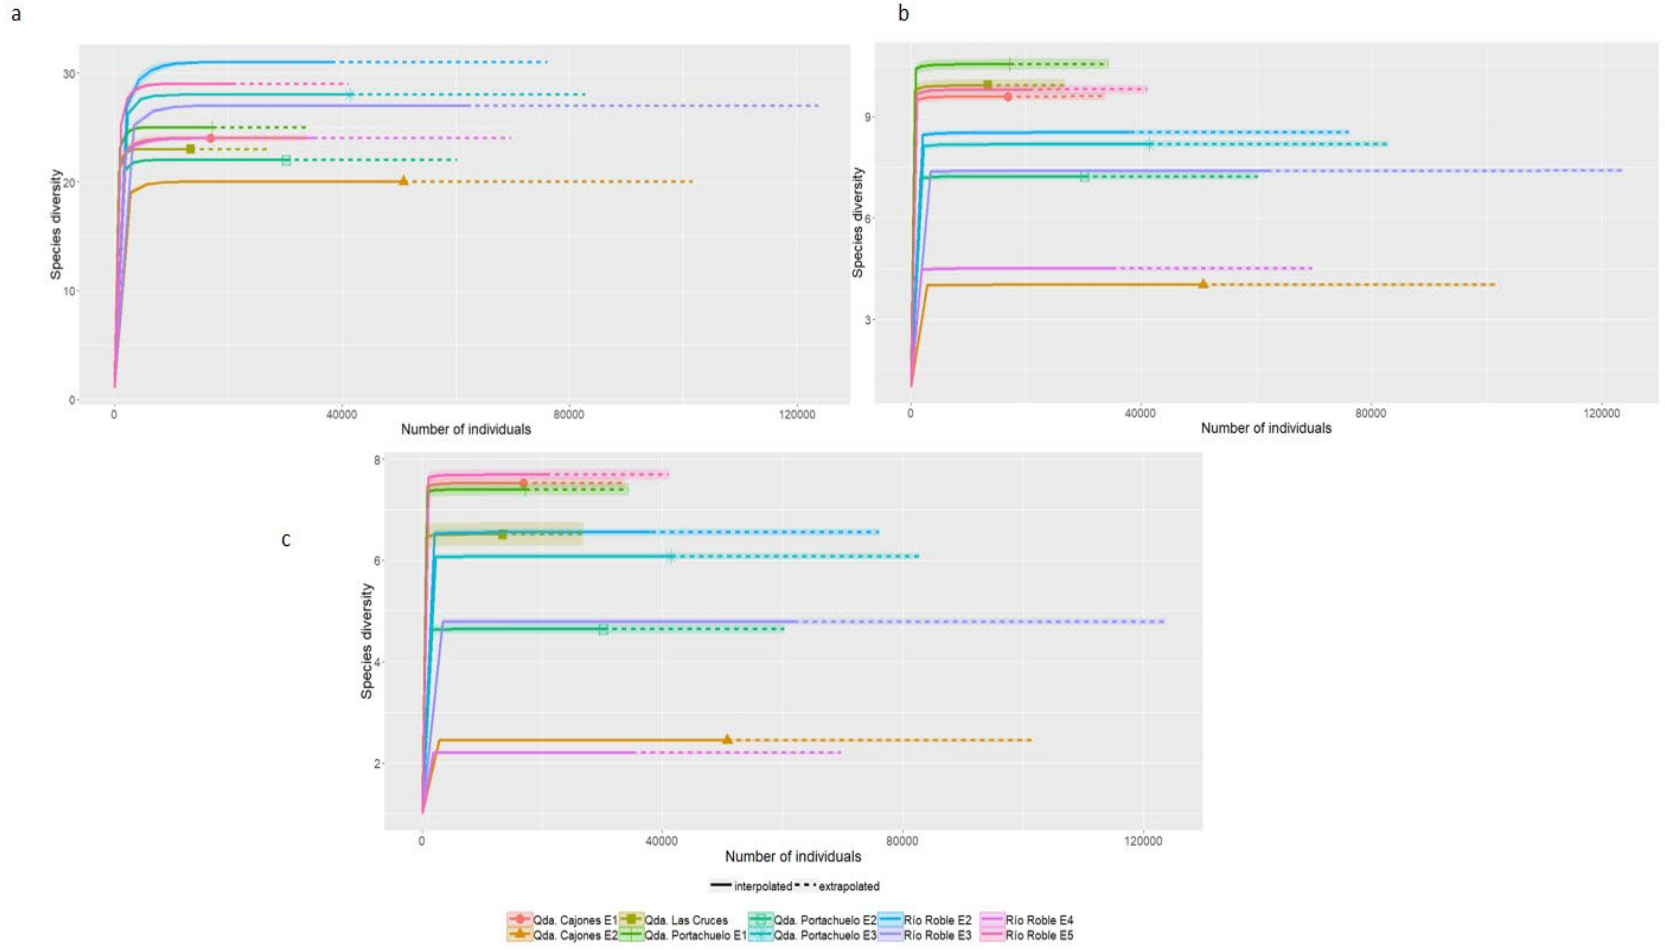 a
30
20
10
0
Species diversity
0 40000 80000 120000
Number of individuals
b
9
6
3
Species diversity
0 40000 80000 120000
Number of individuals
c
8
6
4
2
Species diversity
0 40000 80000 120000
Number of individuals
interpolated extrapolated
Qda. Cajones E1 Qda. Las Cruces Qda. Portachuelo E2 Río Roble E2 Río Roble E4
Qda. Cajones E2 Qda. Portachuelo E1 Qda. Portachuelo E3 Río Roble E3 Río Roble E5